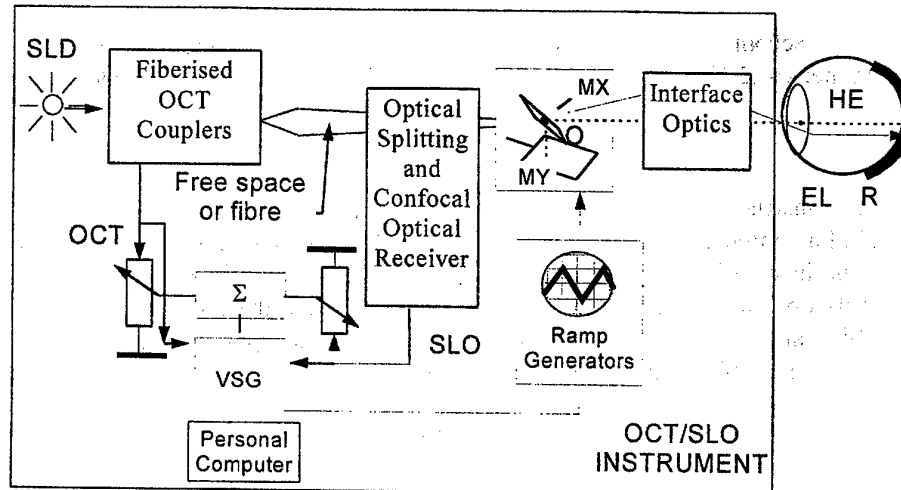 SLD
Fiberised
OCT
Couplers
Optical
Splitting
and
Confocal
Optical
Receiver
MX
MY
O
Interface
Optics
HE
EL R
Free space
or fibre
OCT
Σ
VSG
SLO
Ramp
Generators
Personal
Computer
OCT/SLO
INSTRUMENT